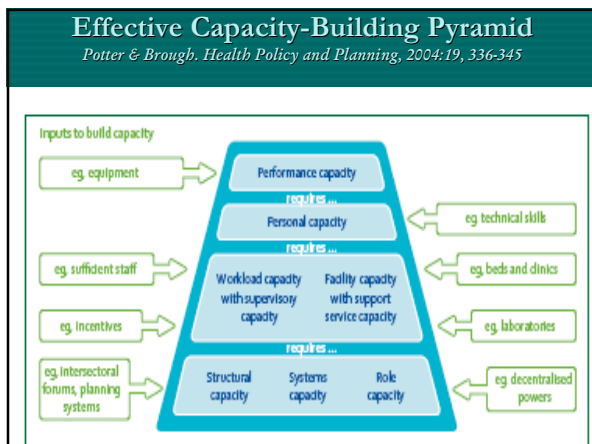 Effective Capacity-Building Pyramid
Potter & Brough. Health Policy and Planning, 2004:19, 336-345
Inputs to build capacity
eg, equipment
Performance capacity
requires ...
Personal capacity
eg, technical skills
requires ...
eg, sufficient staff
Workload capacity
with supervisory
capacity
Facility capacity
with support
service capacity
eg, beds and clinics
eg, incentives
eg, laboratories
requires ...
eg, intersectoral
forums, planning
systems
Structural
capacity
Systems
capacity
Role
capacity
eg decentralised
powers